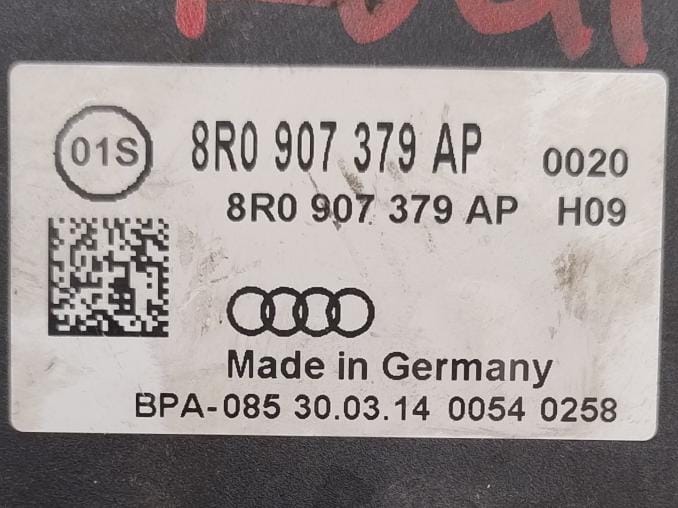 01S
8R0 907 379 AP 0020
8R0 907 379 AP H09
Made in Germany
BPA-085 30.03.14 0054 0258